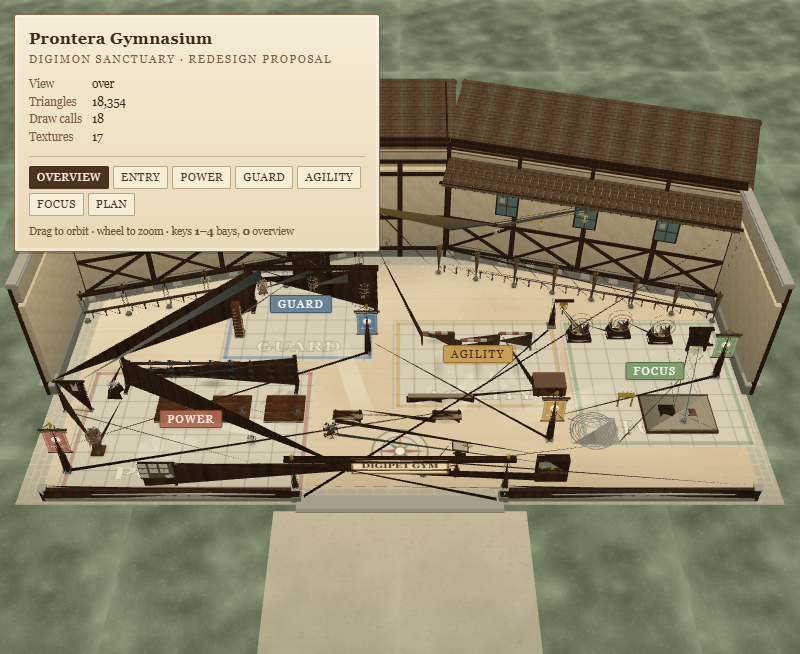 Prontera Gymnasium
DIGIMON SANCTUARY · REDESIGN PROPOSAL
View over
Triangles 18,354
Draw calls 18
Textures 17
OVERVIEW ENTRY POWER GUARD AGILITY
FOCUS PLAN
Drag to orbit · wheel to zoom · keys 1–4 bays, 0 overview
GUARD
GUARD
AGILITY
FOCUS
POWER
DIGIPET GYM